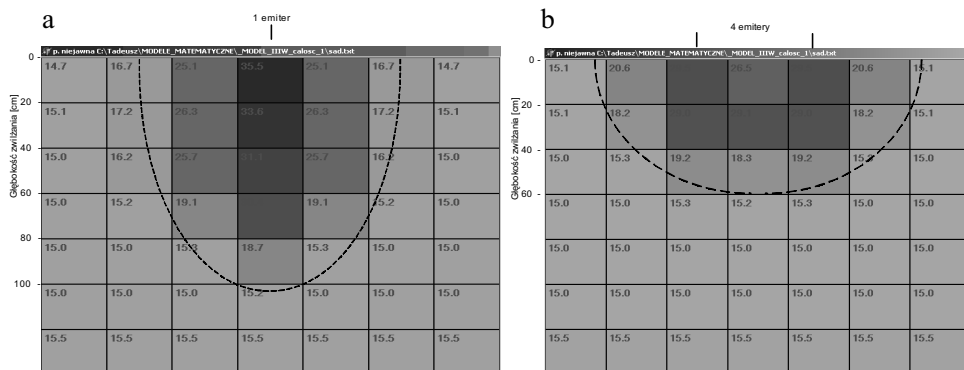 a
1 emiter
p. niejawna C:\Tadeusz\MODELE_MATEMATYCZNE\_MODEL_IIIW_calosc_1\sad.txt
Głębokość zwilżania [cm]
0
20
40
60
80
100
14.7 16.7 25.1 35.5 25.1 16.7 14.7
15.1 17.2 26.3 33.6 26.3 17.2 15.1
15.0 16.2 25.7 31.1 25.7 16.2 15.0
15.0 15.2 19.1 19.1 15.2 15.0
15.0 15.0 15.3 18.7 15.3 15.0 15.0
15.0 15.0 15.0 15.2 15.0 15.0 15.0
15.5 15.5 15.5 15.5 15.5 15.5 15.5
b
4 emitery
p. niejawna C:\Tadeusz\MODELE_MATEMATYCZNE\_MODEL_IIIW_calosc_1\sad.txt
Głębokość zwilżania [cm]
0
20
40
60
15.1 20.6 26.5 20.6 15.1
15.1 18.2 18.2 15.1
15.0 15.3 19.2 18.3 19.2 15.3 15.0
15.0 15.0 15.3 15.2 15.3 15.0 15.0
15.0 15.0 15.0 15.0 15.0 15.0 15.0
15.0 15.0 15.0 15.0 15.0 15.0 15.0
15.5 15.5 15.5 15.5 15.5 15.5 15.5